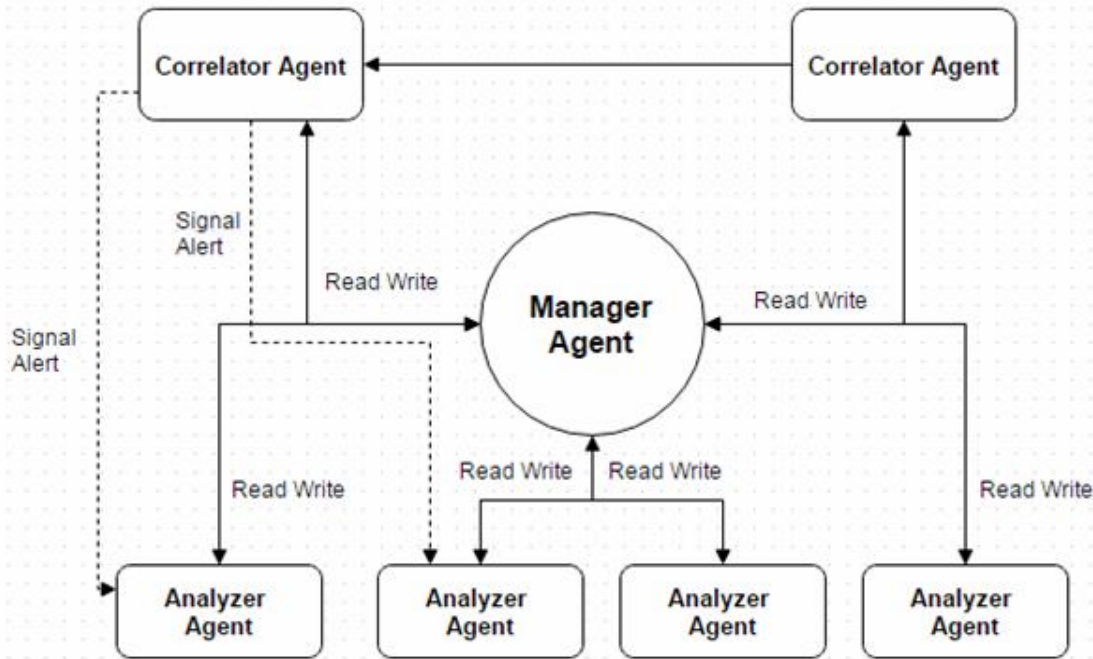 Correlator Agent
Correlator Agent
Signal
Alert
Read Write
Manager
Agent
Read Write
Signal
Alert
Read Write
Read Write
Read Write
Read Write
Analyzer
Agent
Analyzer
Agent
Analyzer
Agent
Analyzer
Agent